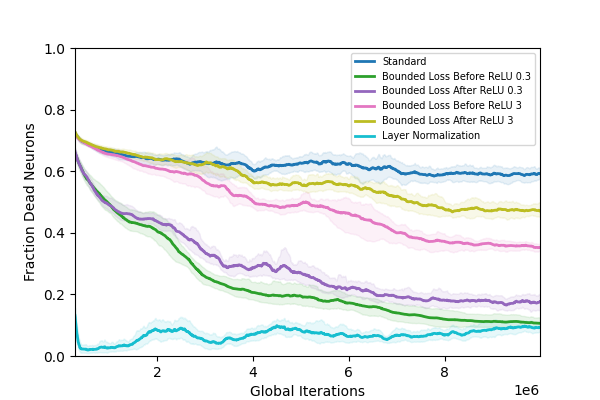 1.0
0.8
0.6
0.4
0.2
0.0
Fraction Dead Neurons
Standard
Bounded Loss Before ReLU 0.3
Bounded Loss After ReLU 0.3
Bounded Loss Before ReLU 3
Bounded Loss After ReLU 3
Layer Normalization
2 4 6 8
1e6
Global Iterations